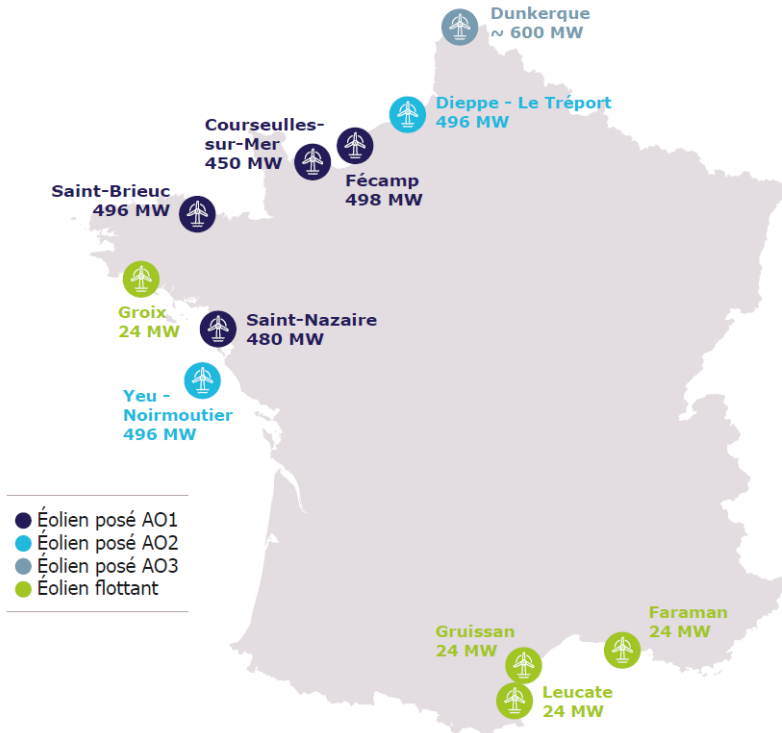 Dunkerque
~ 600 MW
Dieppe - Le Tréport
496 MW
Courseulles-
sur-Mer
450 MW
Fécamp
498 MW
Saint-Brieuc
496 MW
Groix
24 MW
Saint-Nazaire
480 MW
Yeu -
Noirmoutier
496 MW
Éolien posé AO1
Éolien posé AO2
Éolien posé AO3
Éolien flottant
Faraman
24 MW
Gruissan
24 MW
Leucate
24 MW